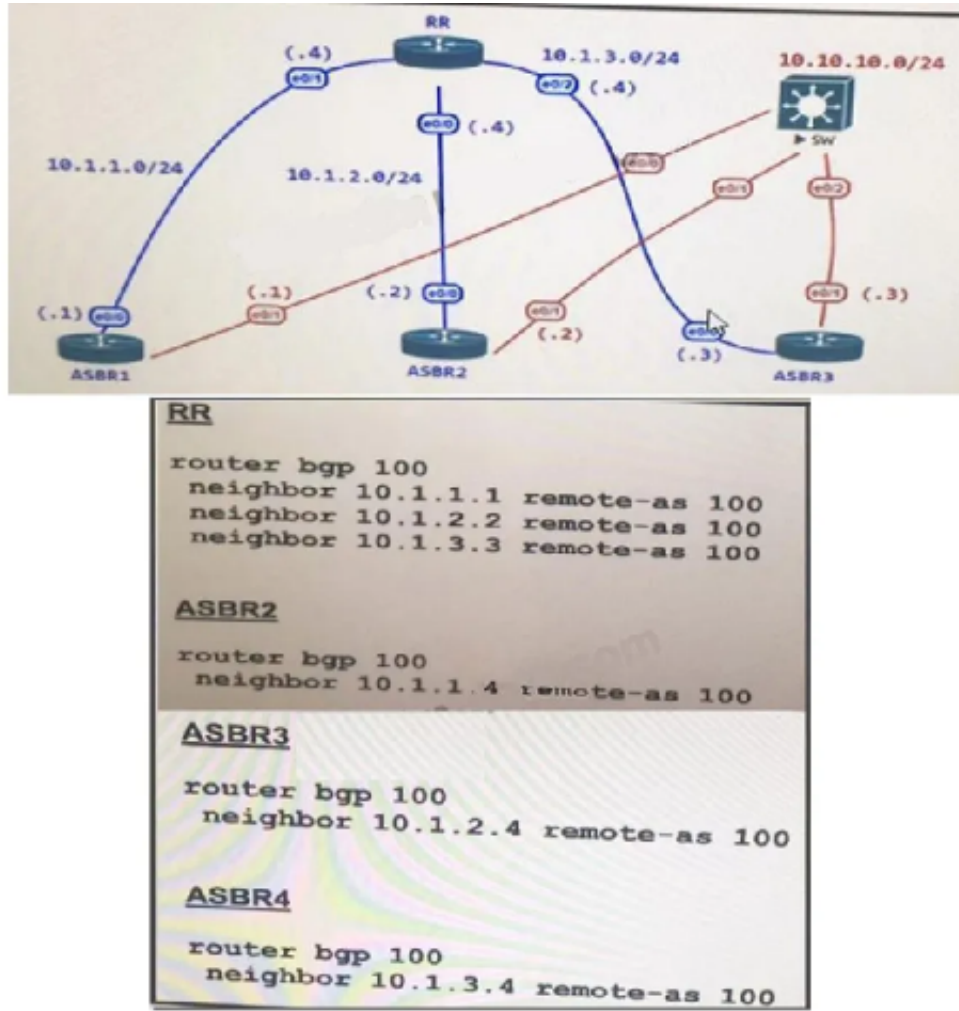 RR
(.4)
e0/1
10.1.3.0/24
e0/2
(.4)
10.10.10.0/24
SW
e0/0
(.4)
10.1.1.0/24
10.1.2.0/24
e0/0
e0/1
e0/2
(.1)
e0/0
(.1)
e0/1
(.2)
e0/0
e0/1
(.2)
(.3)
e0/1
(.3)
ASBR1
ASBR2
ASBR3
RR
router bgp 100
neighbor 10.1.1.1 remote-as 100
neighbor 10.1.2.2 remote-as 100
neighbor 10.1.3.3 remote-as 100
ASBR2
router bgp 100
neighbor 10.1.1.4 remote-as 100
ASBR3
router bgp 100
neighbor 10.1.2.4 remote-as 100
ASBR4
router bgp 100
neighbor 10.1.3.4 remote-as 100